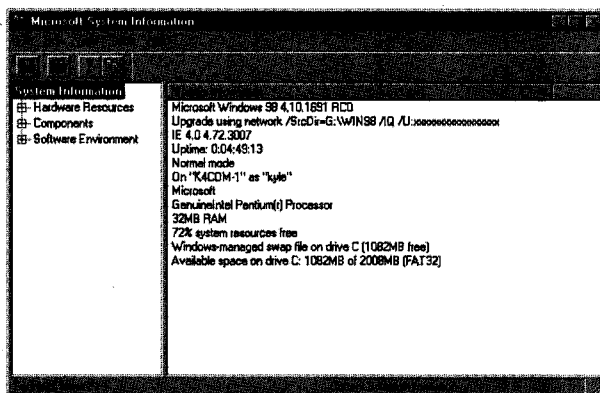 Microsoft System Information
System Information
Hardware Resources
Components
Software Environment
Microsoft Windows 98 4.10.1691 RC0
Upgrade using network /SrcDir=G:\WIN98 /IQ /U:xxxxxxxxxxxxxxxxx
IE 4.0 4.72.3007
Uptime: 0:04:49:13
Normal mode
On "K4COM-1" as "kyle"
Microsoft
GenuineIntel Pentium(r) Processor
32MB RAM
72% system resources free
Windows-managed swap file on drive C (1082MB free)
Available space on drive C: 1082MB of 2008MB (FAT32)